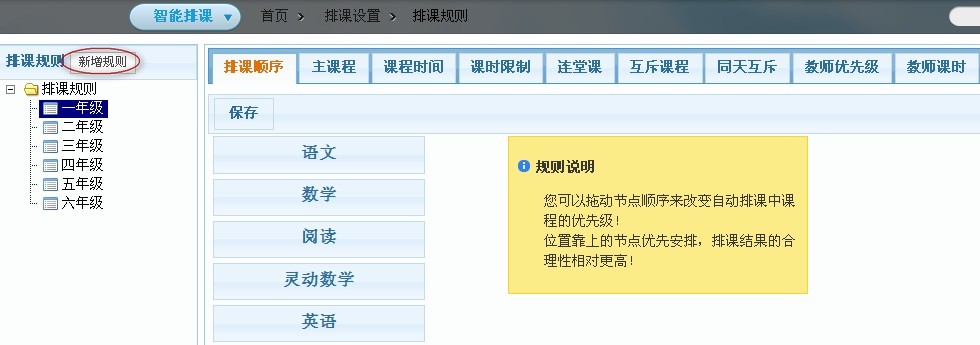 智能排课 ▼ 首页 > 排课设置 > 排课规则
排课规则 新增规则
排课规则
一年级
二年级
三年级
四年级
五年级
六年级
排课顺序 主课程 课程时间 课时限制 连堂课 互斥课程 同天互斥 教师优先级 教师课时
保存
语文
数学
阅读
灵动数学
英语
规则说明
您可以拖动节点顺序来改变自动排课中课
程的优先级！
位置靠上的节点优先安排，排课结果的合
理性相对更高！